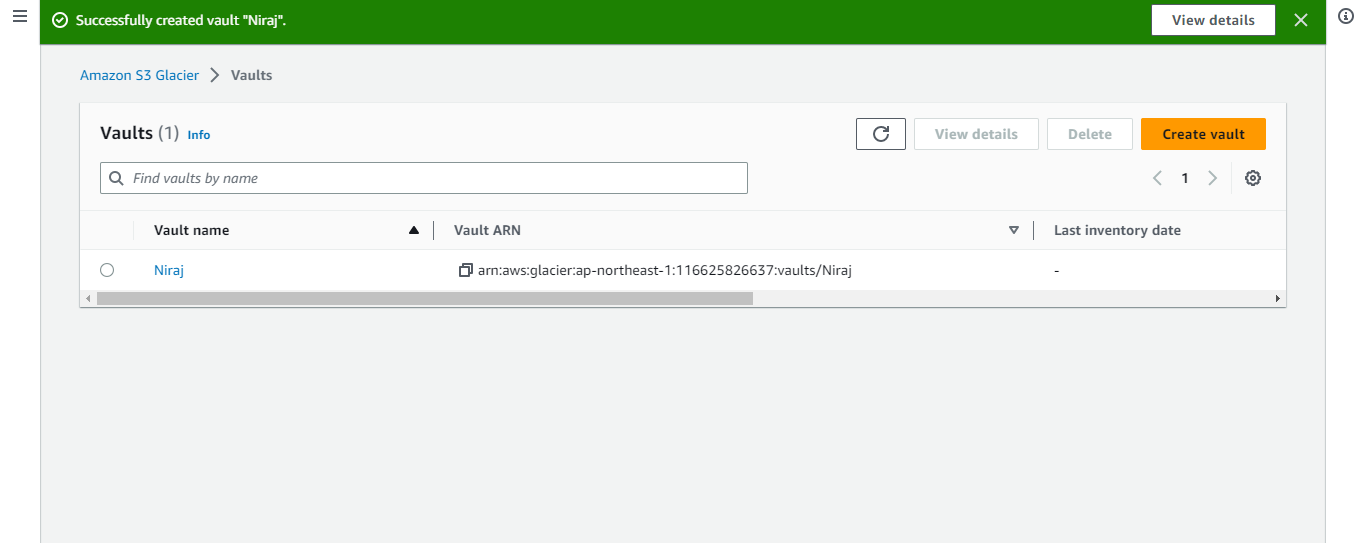 Successfully created vault "Niraj". View details
Amazon S3 Glacier Vaults
Vaults (1) Info View details Delete Create vault
Find vaults by name 1
Vault name Vault ARN Last inventory date
Niraj arn:aws:glacier:ap-northeast-1:116625826637:vaults/Niraj -